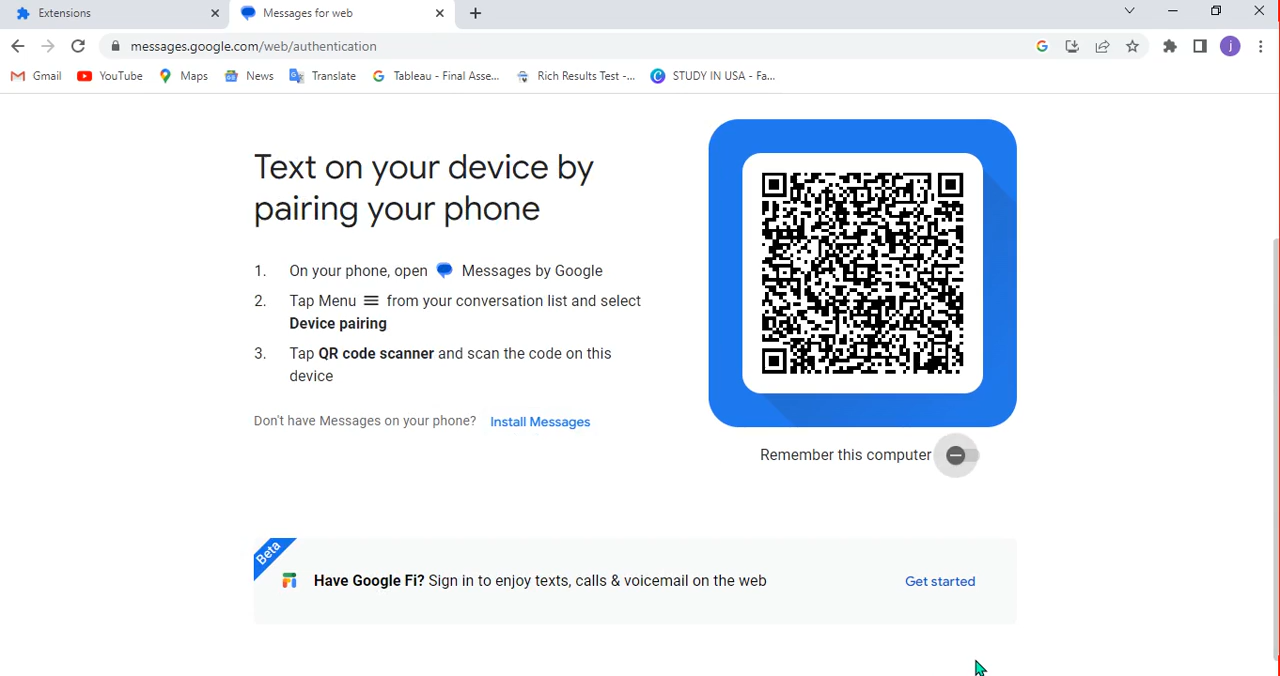 Extensions
Messages for web
messages.google.com/web/authentication
j
Gmail
YouTube
Maps
News
Translate
Tableau - Final Asse...
Rich Results Test -...
STUDY IN USA - Fa...
Text on your device by
pairing your phone
1. On your phone, open Messages by Google
2. Tap Menu from your conversation list and select
Device pairing
3. Tap QR code scanner and scan the code on this
device
Don't have Messages on your phone? Install Messages
Remember this computer
Beta
Have Google Fi? Sign in to enjoy texts, calls & voicemail on the web
Get started